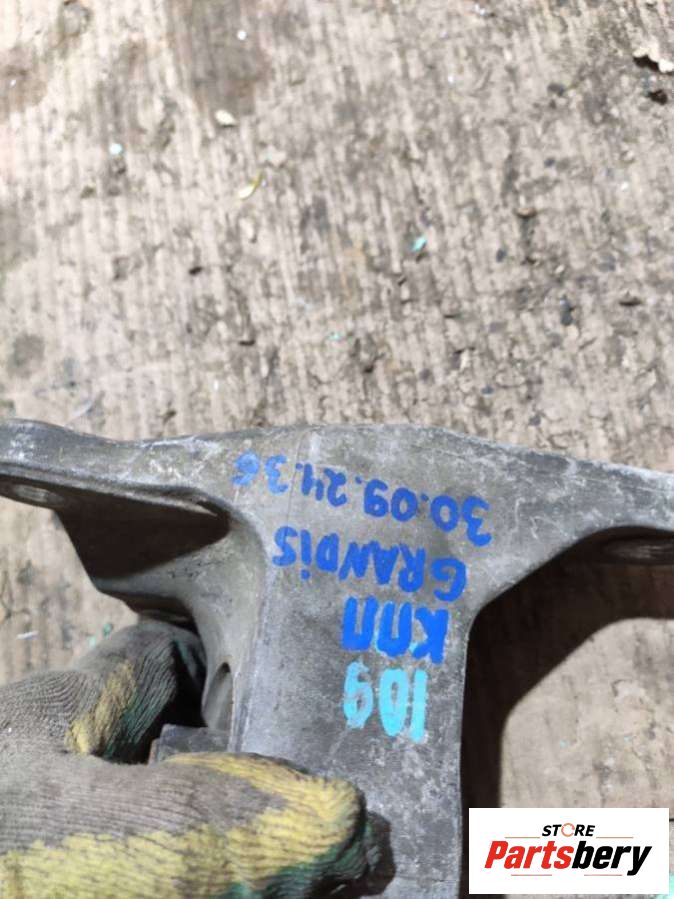 109
КПП
GRANDIS
30.09.24.36
STORE
Partsbery